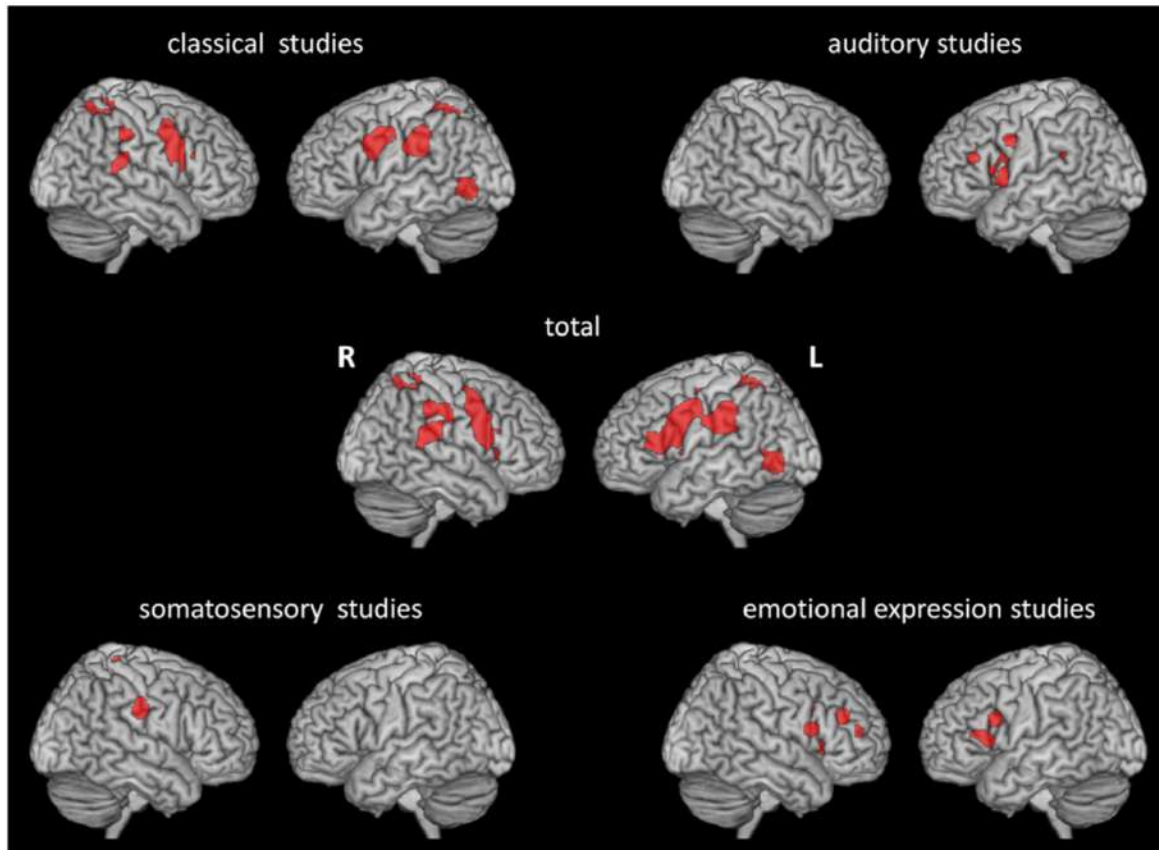 classical studies
auditory studies
total
R
L
somatosensory studies
emotional expression studies